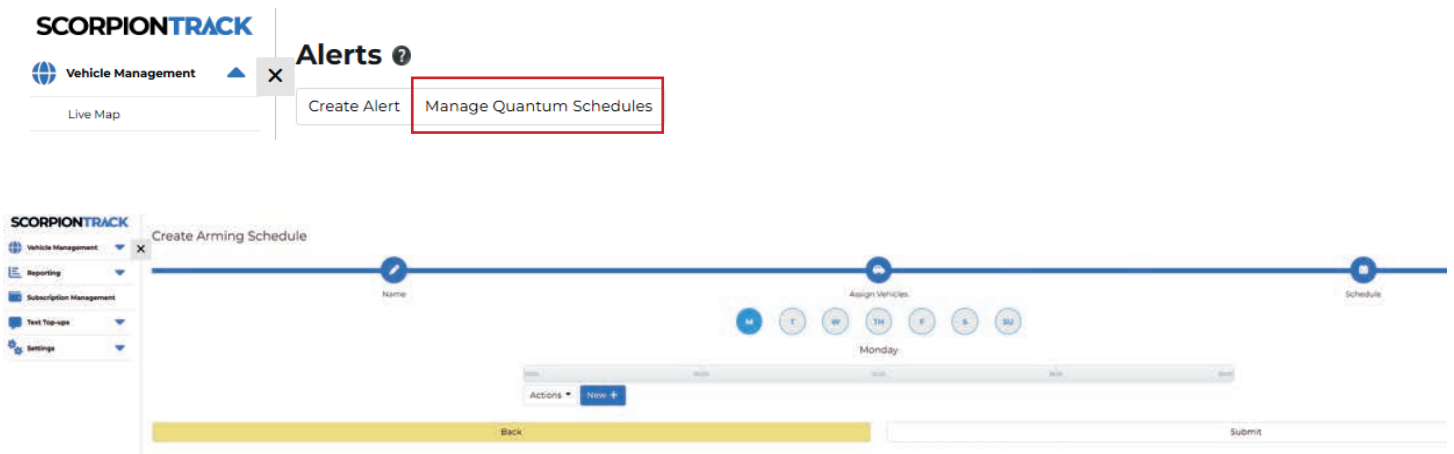 SCORPIONTRACK
Alerts ?
Vehicle Management
Create Alert Manage Quantum Schedules
Live Map
SCORPIONTRACK
Create Arming Schedule
Vehicle Management
Reporting
Name Assign Vehicles Schedule
Subscription Management
M T W TH F S SU
Text Top-ups
Settings
Monday
Actions New +
Back Submit